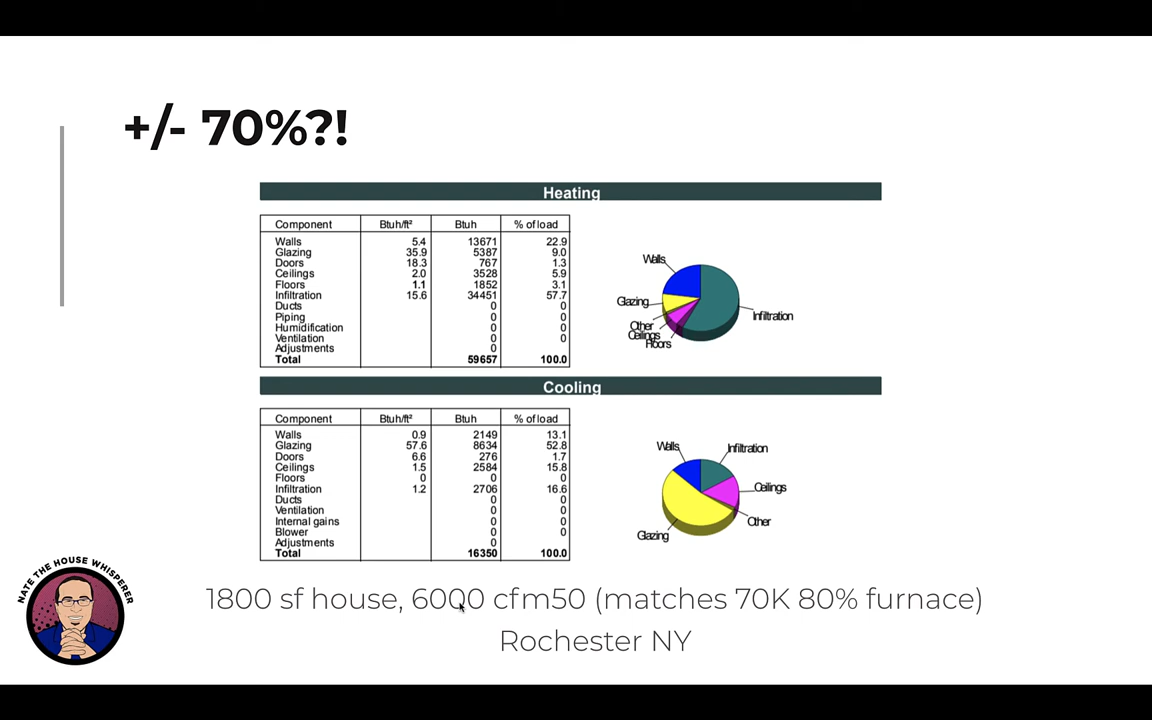 +/- 70%?!
Heating
Component Btuh/ft² Btuh % of load
Walls 5.4 13671 22.9
Glazing 35.9 5387 9.0
Doors 18.3 767 1.3
Ceilings 2.0 3528 5.9
Floors 1.1 1852 3.1
Infiltration 15.6 34451 57.7
Ducts 0 0
Piping 0 0
Humidification 0 0
Ventilation 0 0
Adjustments 0
Total 59657 100.0
Walls
Glazing
Other
Ceilings
Floors
Infiltration
Cooling
Component Btuh/ft² Btuh % of load
Walls 0.9 2149 13.1
Glazing 57.6 8634 52.8
Doors 6.6 276 1.7
Ceilings 1.5 2584 15.8
Floors 0 0 0
Infiltration 1.2 2706 16.6
Ducts 0 0
Ventilation 0 0
Internal gains 0 0
Blower 0 0
Adjustments 0
Total 16350 100.0
Walls
Infiltration
Ceilings
Other
Glazing
NATE THE HOUSE WHISPERER
1800 sf house, 6000 cfm50 (matches 70K 80% furnace)
Rochester NY